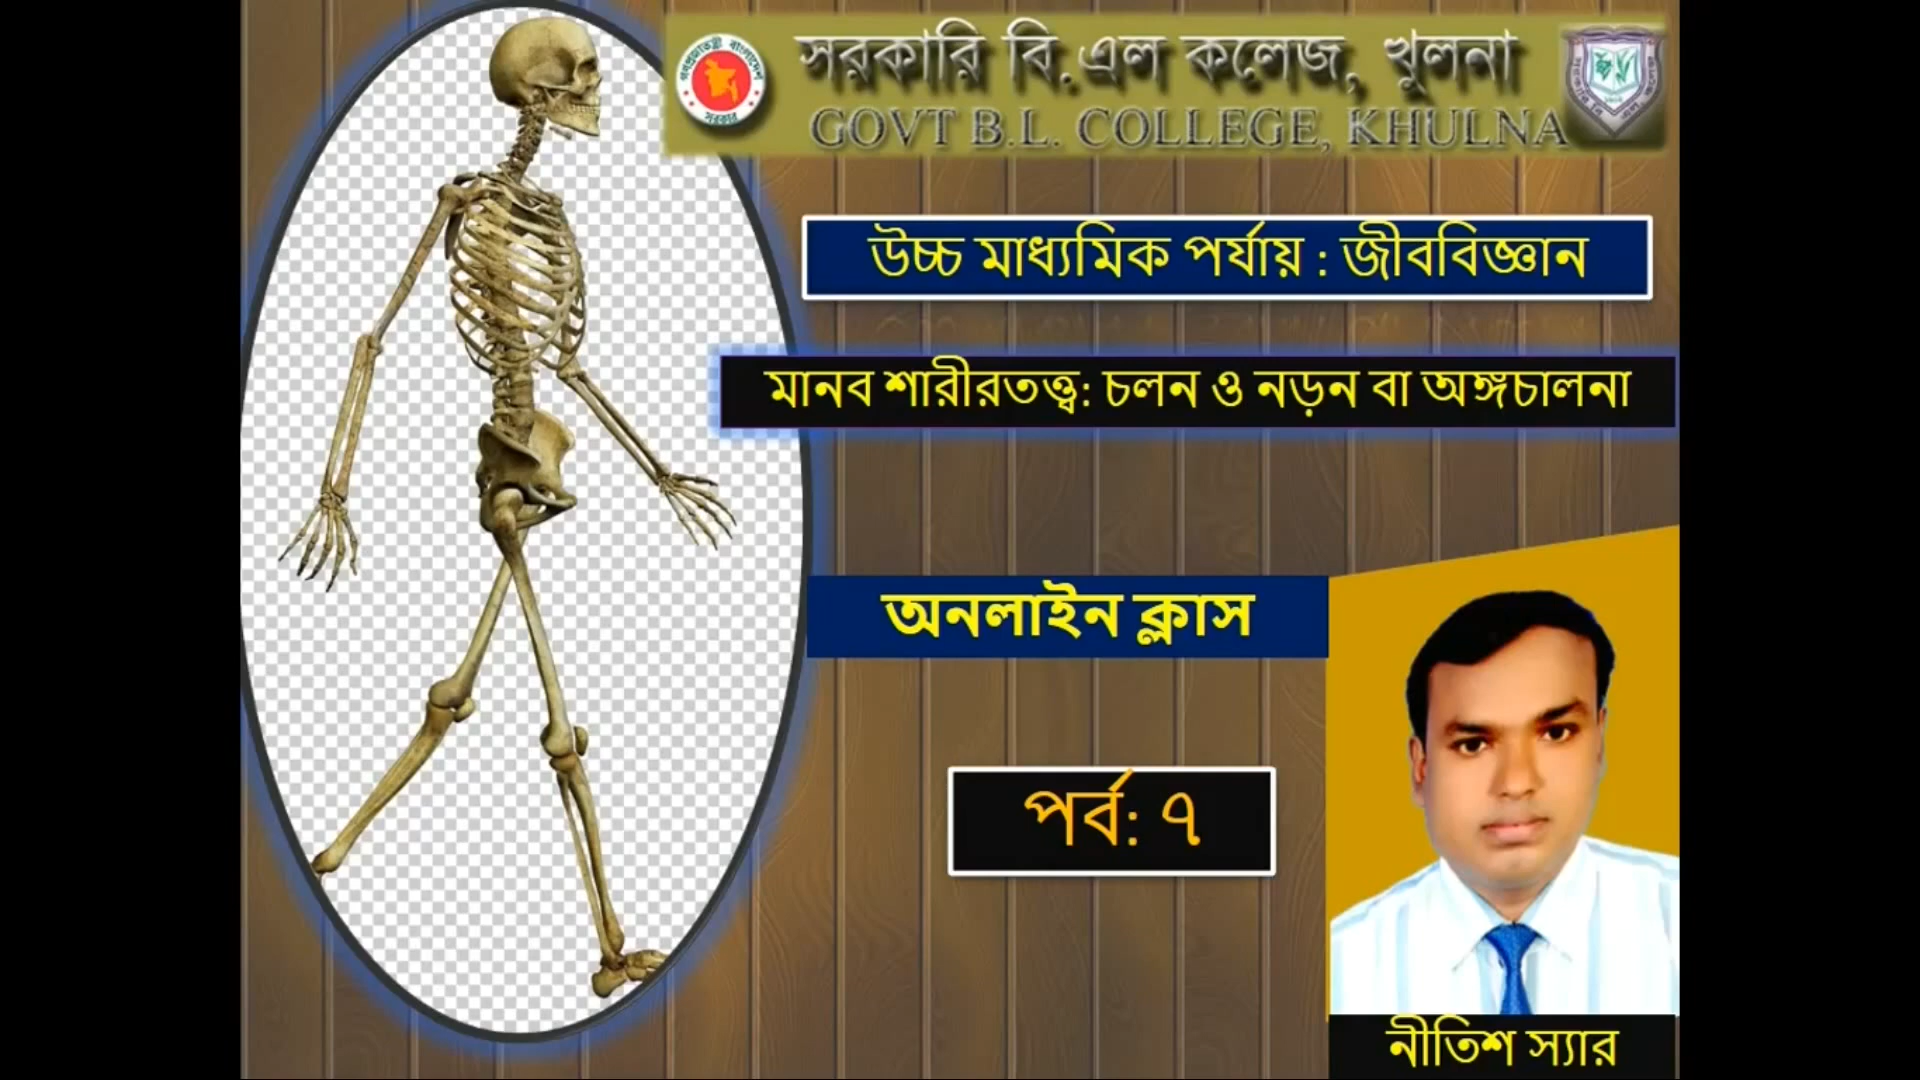 সরকারি বি.এল কলেজ, খুলনা
GOVT B.L. COLLEGE, KHULNA
উচ্চ মাধ্যমিক পর্যায় : জীববিজ্ঞান
মানব শারীরতত্ত্ব: চলন ও নড়ন বা অঙ্গচালনা
অনলাইন ক্লাস
পর্ব: ৭
নীতিশ স্যার